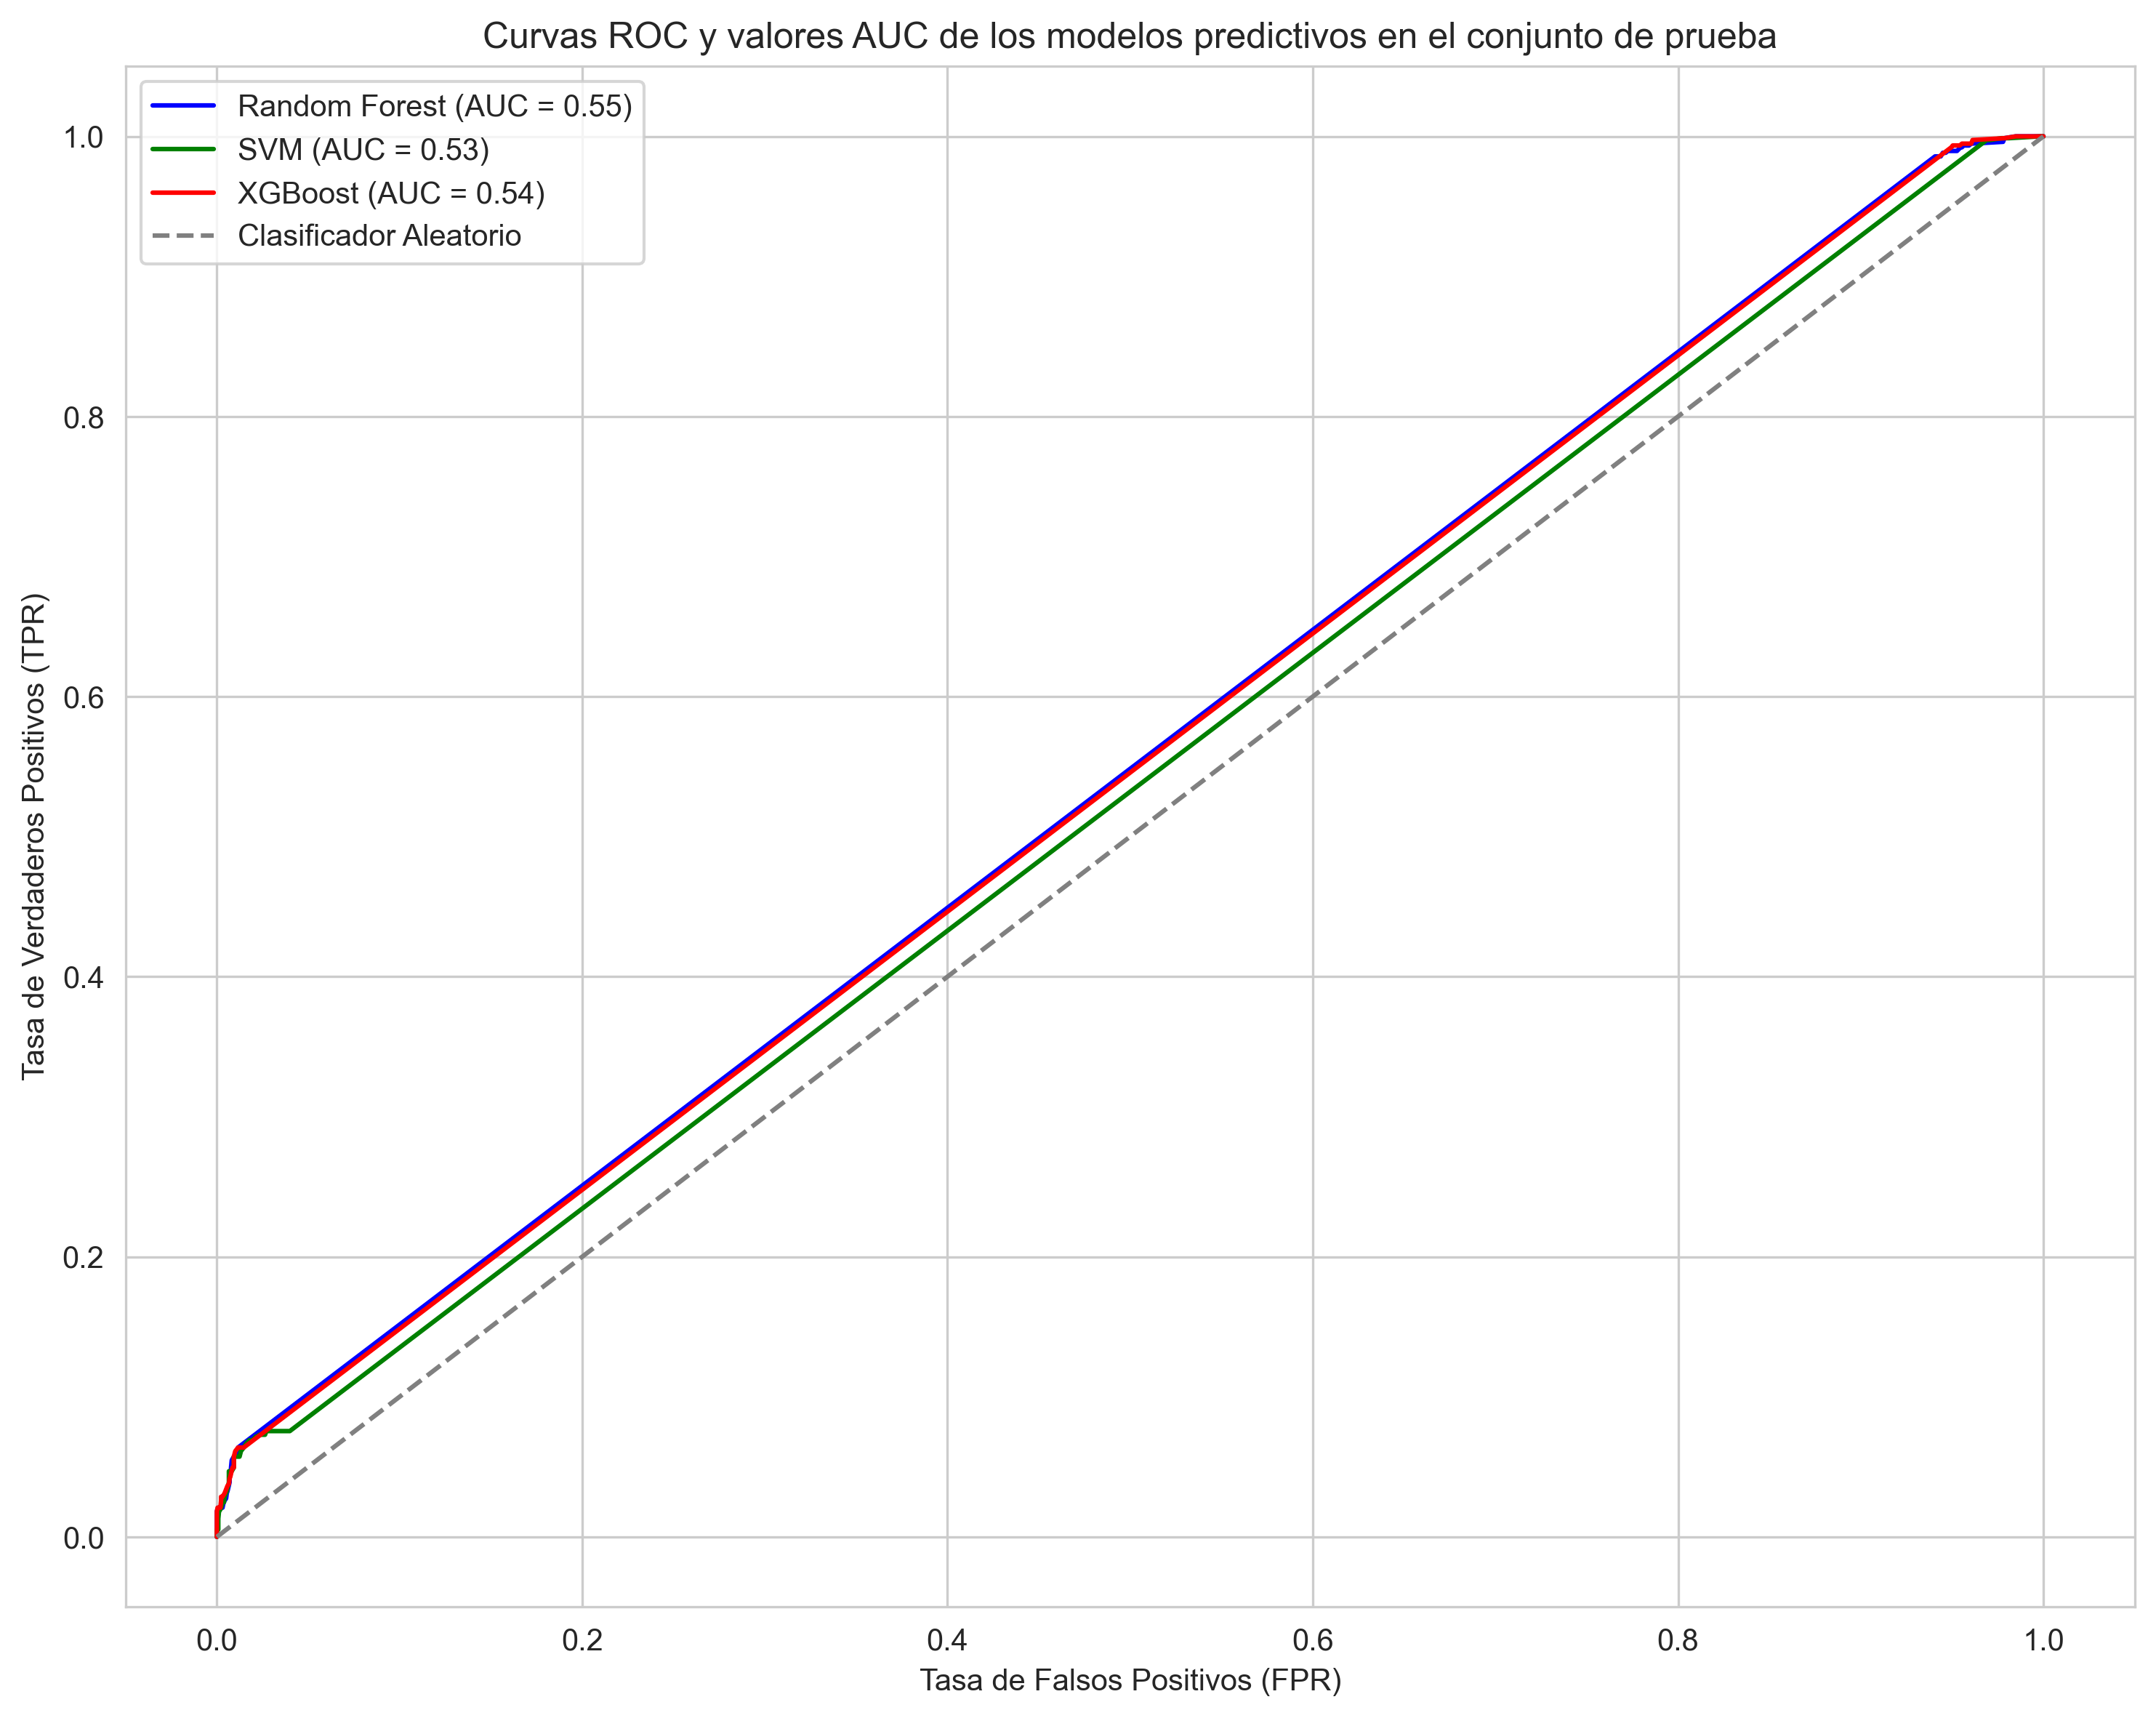 Curvas ROC y valores AUC de los modelos predictivos en el conjunto de prueba
Random Forest (AUC = 0.55)
SVM (AUC = 0.53)
XGBoost (AUC = 0.54)
Clasificador Aleatorio
Tasa de Verdaderos Positivos (TPR)
1.0
0.8
0.6
0.4
0.2
0.0
0.0 0.2 0.4 0.6 0.8 1.0
Tasa de Falsos Positivos (FPR)